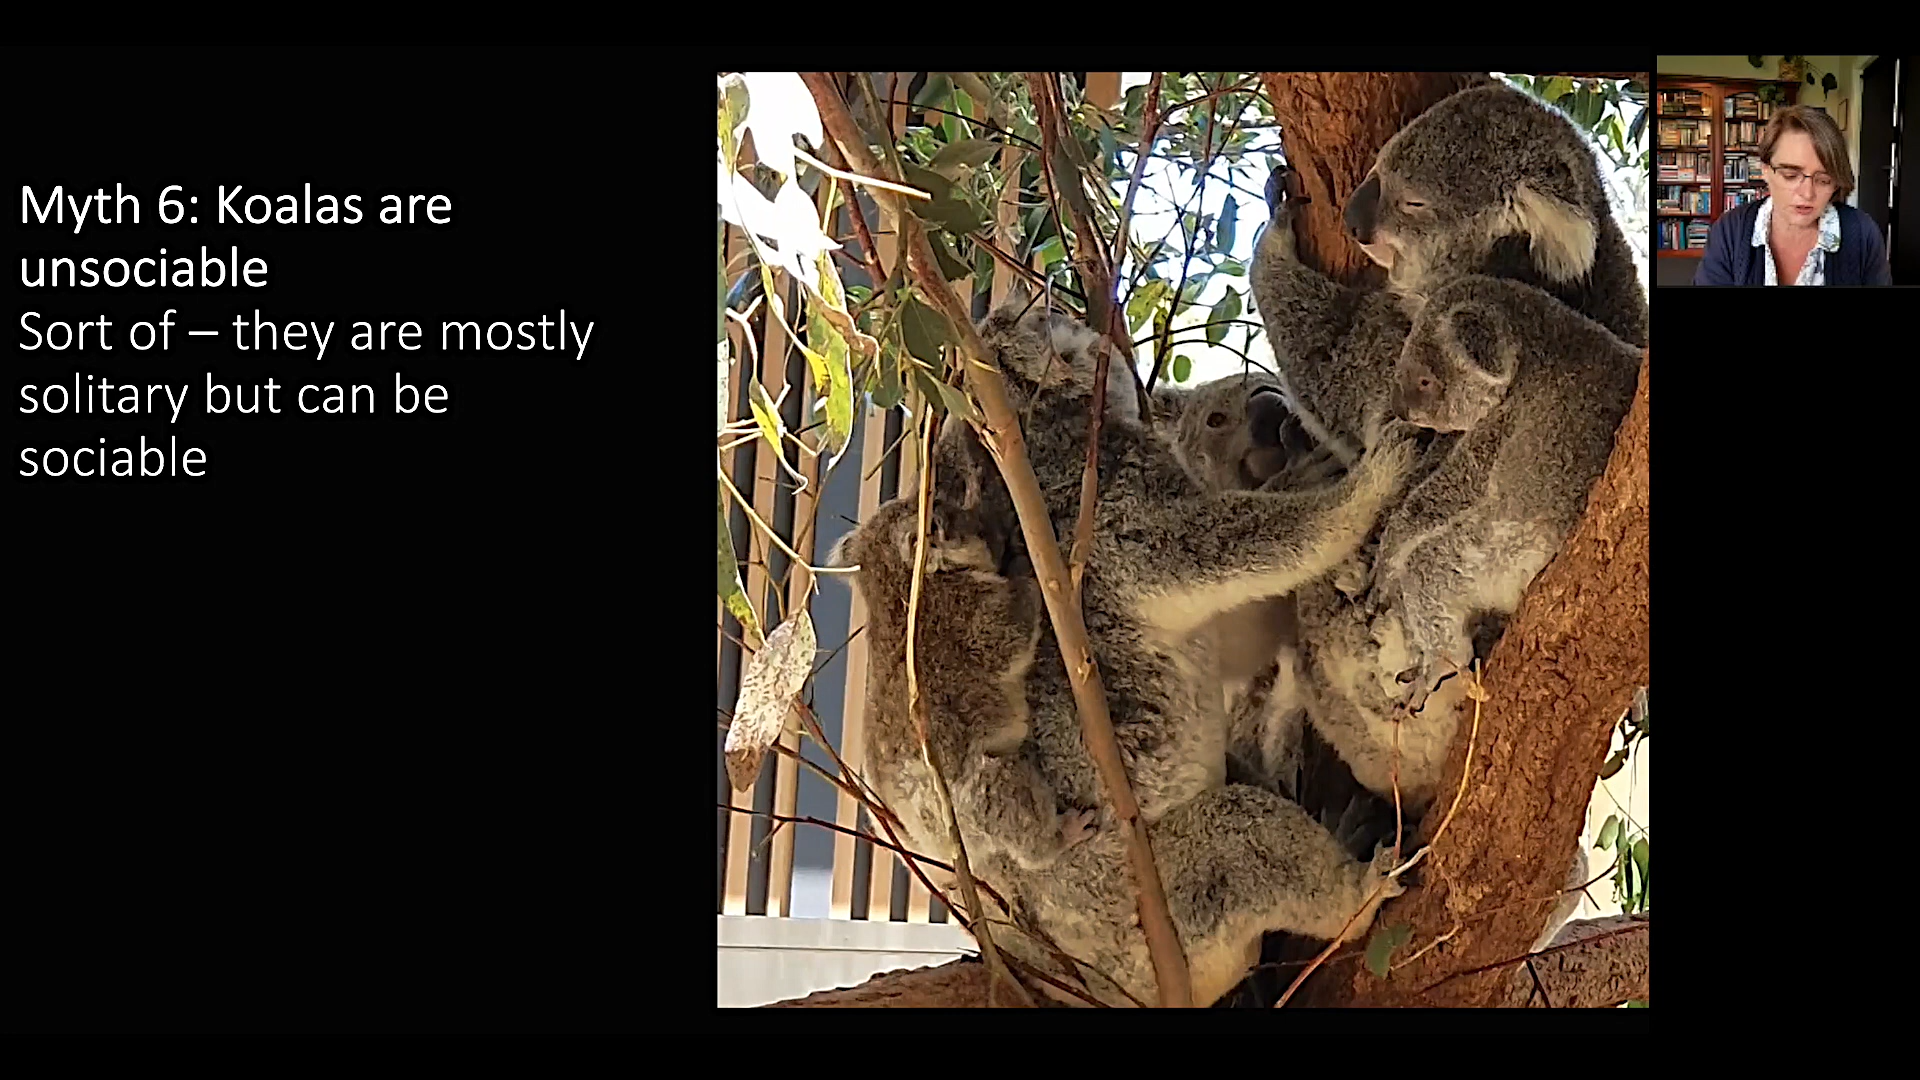 Myth 6: Koalas are
unsociable
Sort of – they are mostly
solitary but can be
sociable